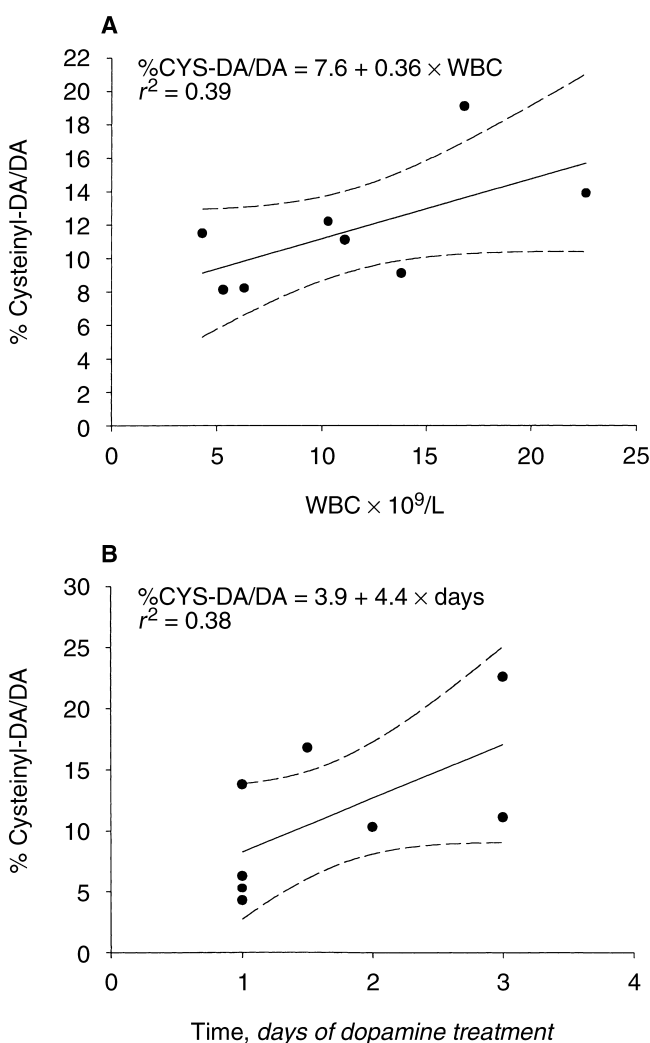 A
%CYS-DA/DA = 7.6 + 0.36 × WBC
r² = 0.39
22
20
18
16
14
12
10
8
6
4
2
0
% Cysteinyl-DA/DA
0 5 10 15 20 25
WBC × 10⁹/L
B
%CYS-DA/DA = 3.9 + 4.4 × days
r² = 0.38
30
25
20
15
10
5
0
% Cysteinyl-DA/DA
0 1 2 3 4
Time, days of dopamine treatment